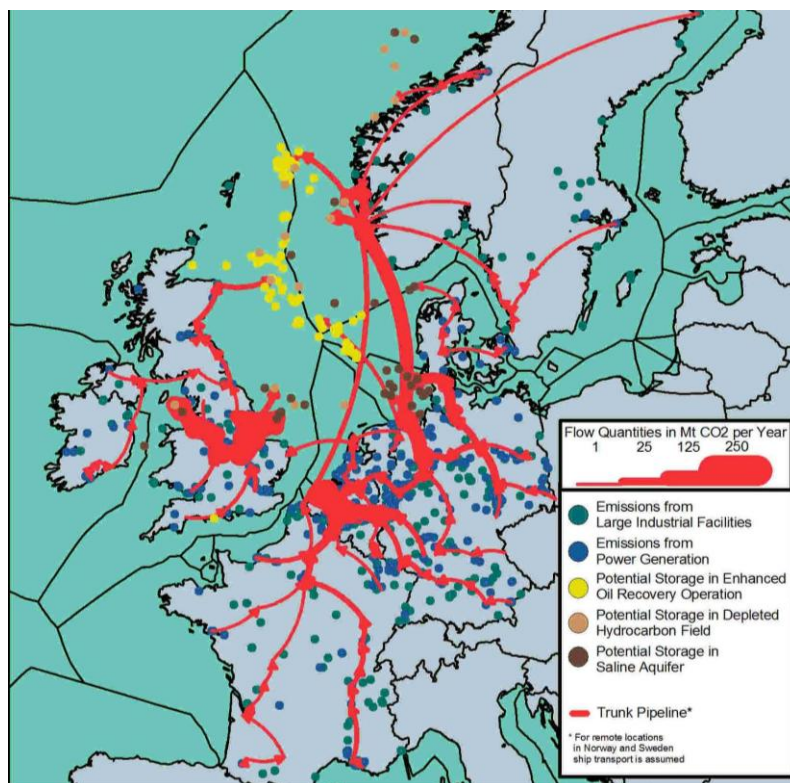 Flow Quantities in Mt CO2 per Year
1 25 125 250
Emissions from
Large Industrial Facilities
Emissions from
Power Generation
Potential Storage in Enhanced
Oil Recovery Operation
Potential Storage in Depleted
Hydrocarbon Field
Potential Storage in
Saline Aquifer
Trunk Pipeline*
* For remote locations
in Norway and Sweden
ship transport is assumed